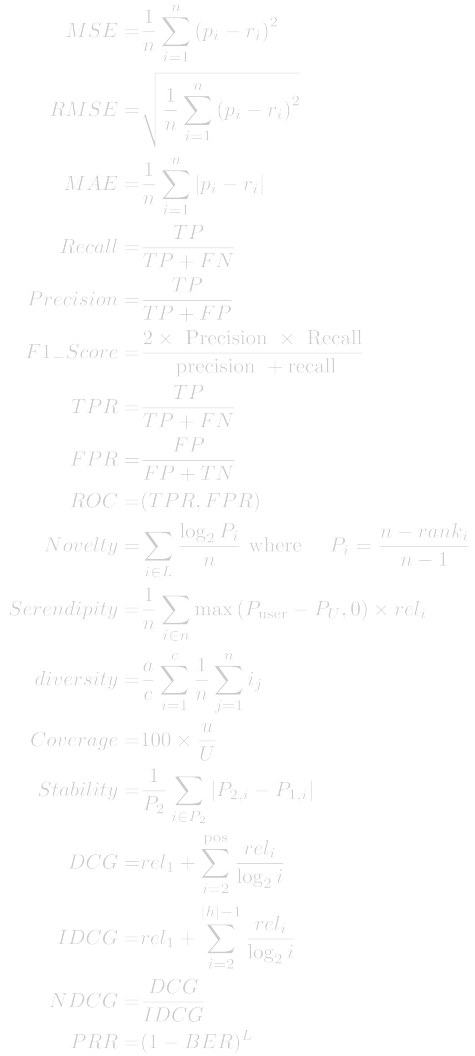 MSE = \frac{1}{n} \sum_{i=1}^{n} (p_i - r_i)^2
RMSE = \sqrt{\frac{1}{n} \sum_{i=1}^{n} (p_i - r_i)^2}
MAE = \frac{1}{n} \sum_{i=1}^{n} |p_i - r_i|
Recall = \frac{TP}{TP + FN}
Precision = \frac{TP}{TP + FP}
F1\_Score = \frac{2 \times \text{Precision} \times \text{Recall}}{\text{precision} + \text{recall}}
TPR = \frac{TP}{TP + FN}
FPR = \frac{FP}{FP + TN}
ROC = (TPR, FPR)
Novelty = \sum_{i \in L} \frac{\log_2 P_i}{n} where P_i = \frac{n - rank_i}{n - 1}
Serendipity = \frac{1}{n} \sum_{i \in n} \max (P_{\text{user}} - P_U, 0) \times rel_i
diversity = \frac{a}{c} \sum_{i=1}^{c} \frac{1}{n} \sum_{j=1}^{n} i_j
Coverage = 100 \times \frac{u}{U}
Stability = \frac{1}{P_2} \sum_{i \in P_2} |P_{2,i} - P_{1,i}|
DCG = rel_1 + \sum_{i=2}^{\text{pos}} \frac{rel_i}{\log_2 i}
IDCG = rel_1 + \sum_{i=2}^{|h|-1} \frac{rel_i}{\log_2 i}
NDCG = \frac{DCG}{IDCG}
PRR = (1 - BER)^L